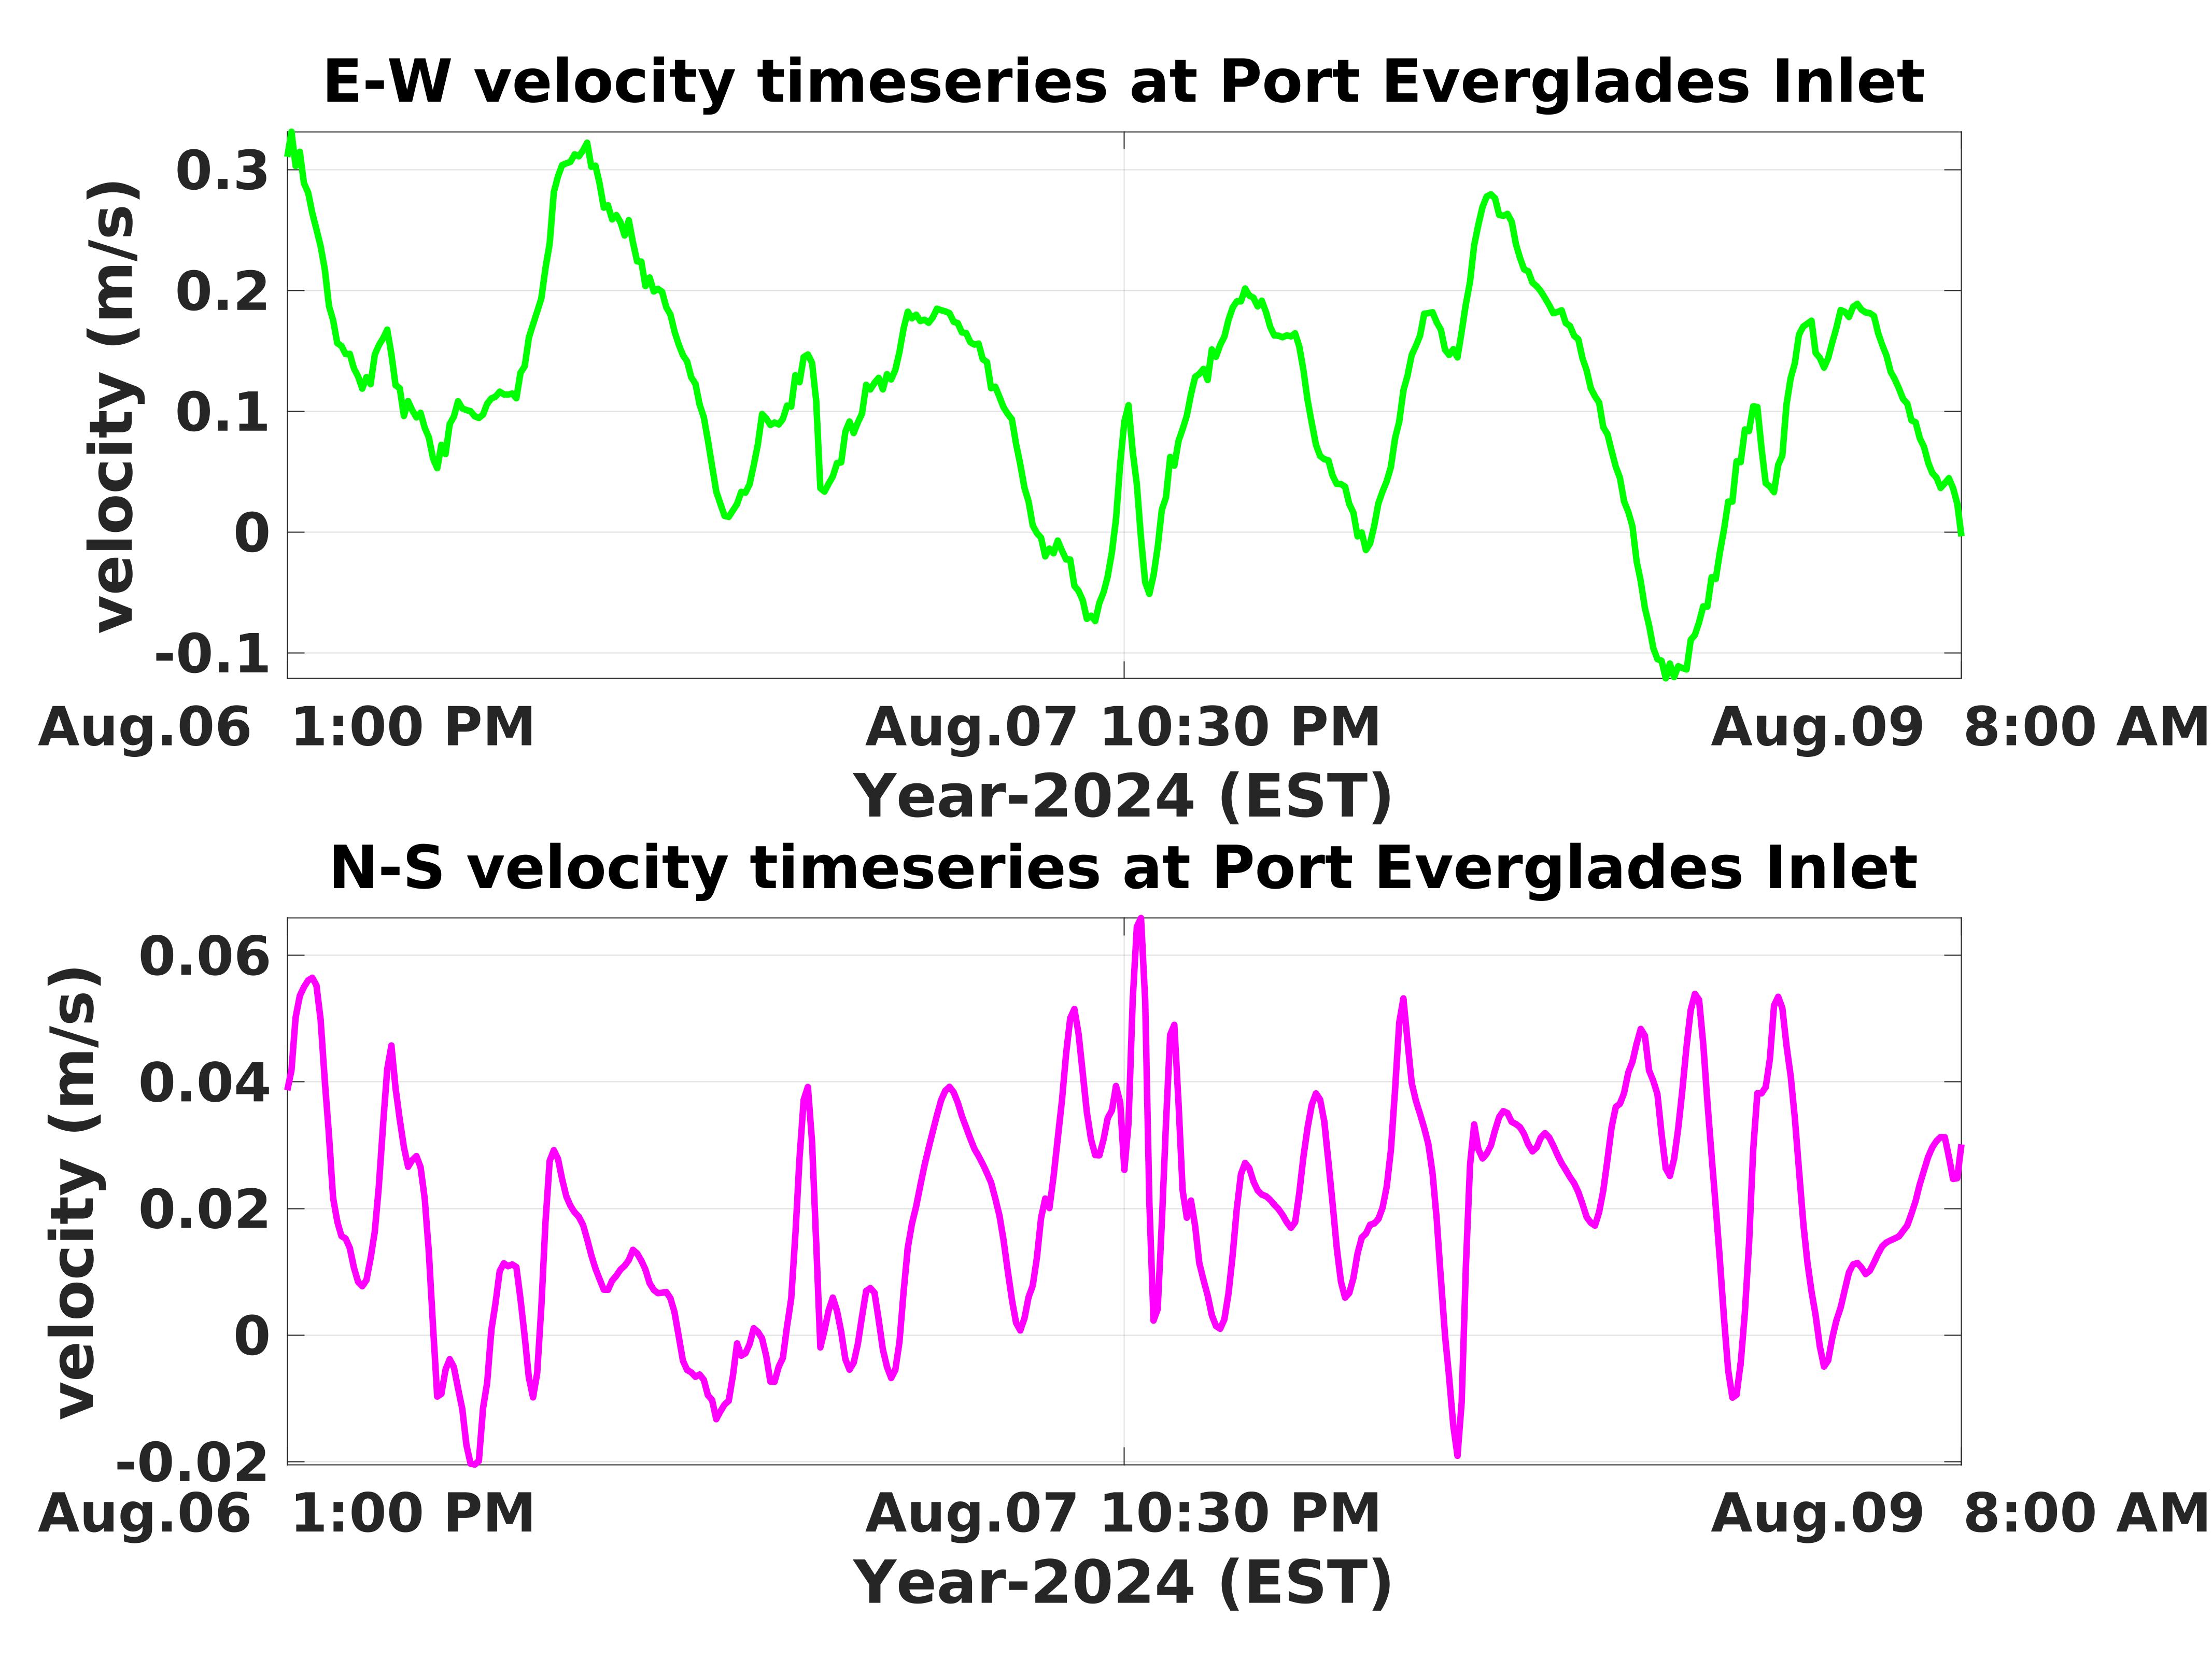 E-W velocity timeseries at Port Everglades Inlet
velocity (m/s)
0.3
0.2
0.1
0
-0.1
Aug.06  1:00 PM
Aug.07 10:30 PM
Aug.09  8:00 AM
Year-2024 (EST)
N-S velocity timeseries at Port Everglades Inlet
velocity (m/s)
0.06
0.04
0.02
0
-0.02
Aug.06  1:00 PM
Aug.07 10:30 PM
Aug.09  8:00 AM
Year-2024 (EST)